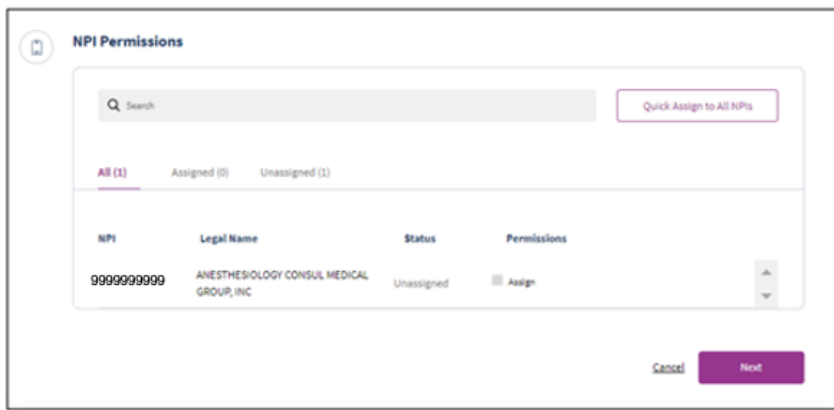 NPI Permissions
Search
Quick Assign to All NPIs
All (1) Assigned (0) Unassigned (1)
NPI Legal Name Status Permissions
9999999999 ANESTHESIOLOGY CONSUL MEDICAL GROUP, INC Unassigned Assign
Cancel Next